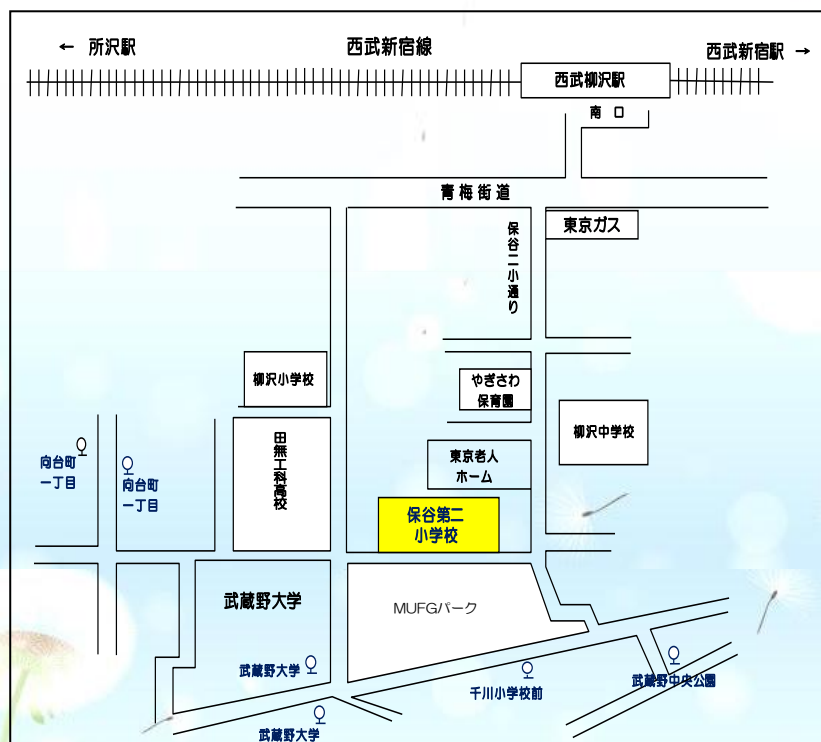 ← 所沢駅
西武新宿線
西武新宿駅 →
西武柳沢駅
南 口
青梅街道
東京ガス
保谷二小通り
柳沢小学校
やぎさわ
保育園
柳沢中学校
田無工科高校
東京老人
ホーム
向台町
一丁目
向台町
一丁目
保谷第二
小学校
武蔵野大学
MUFGパーク
武蔵野大学
千川小学校前
武蔵野中央公園
武蔵野大学